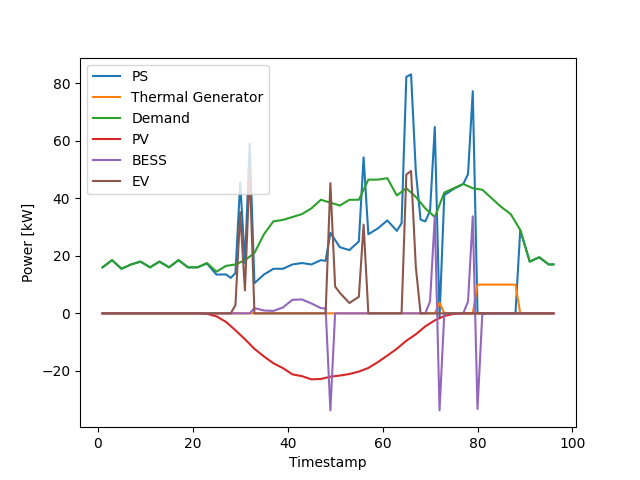 PS
Thermal Generator
Demand
PV
BESS
EV
Power [kW]
80
60
40
20
0
−20
0 20 40 60 80 100
Timestamp